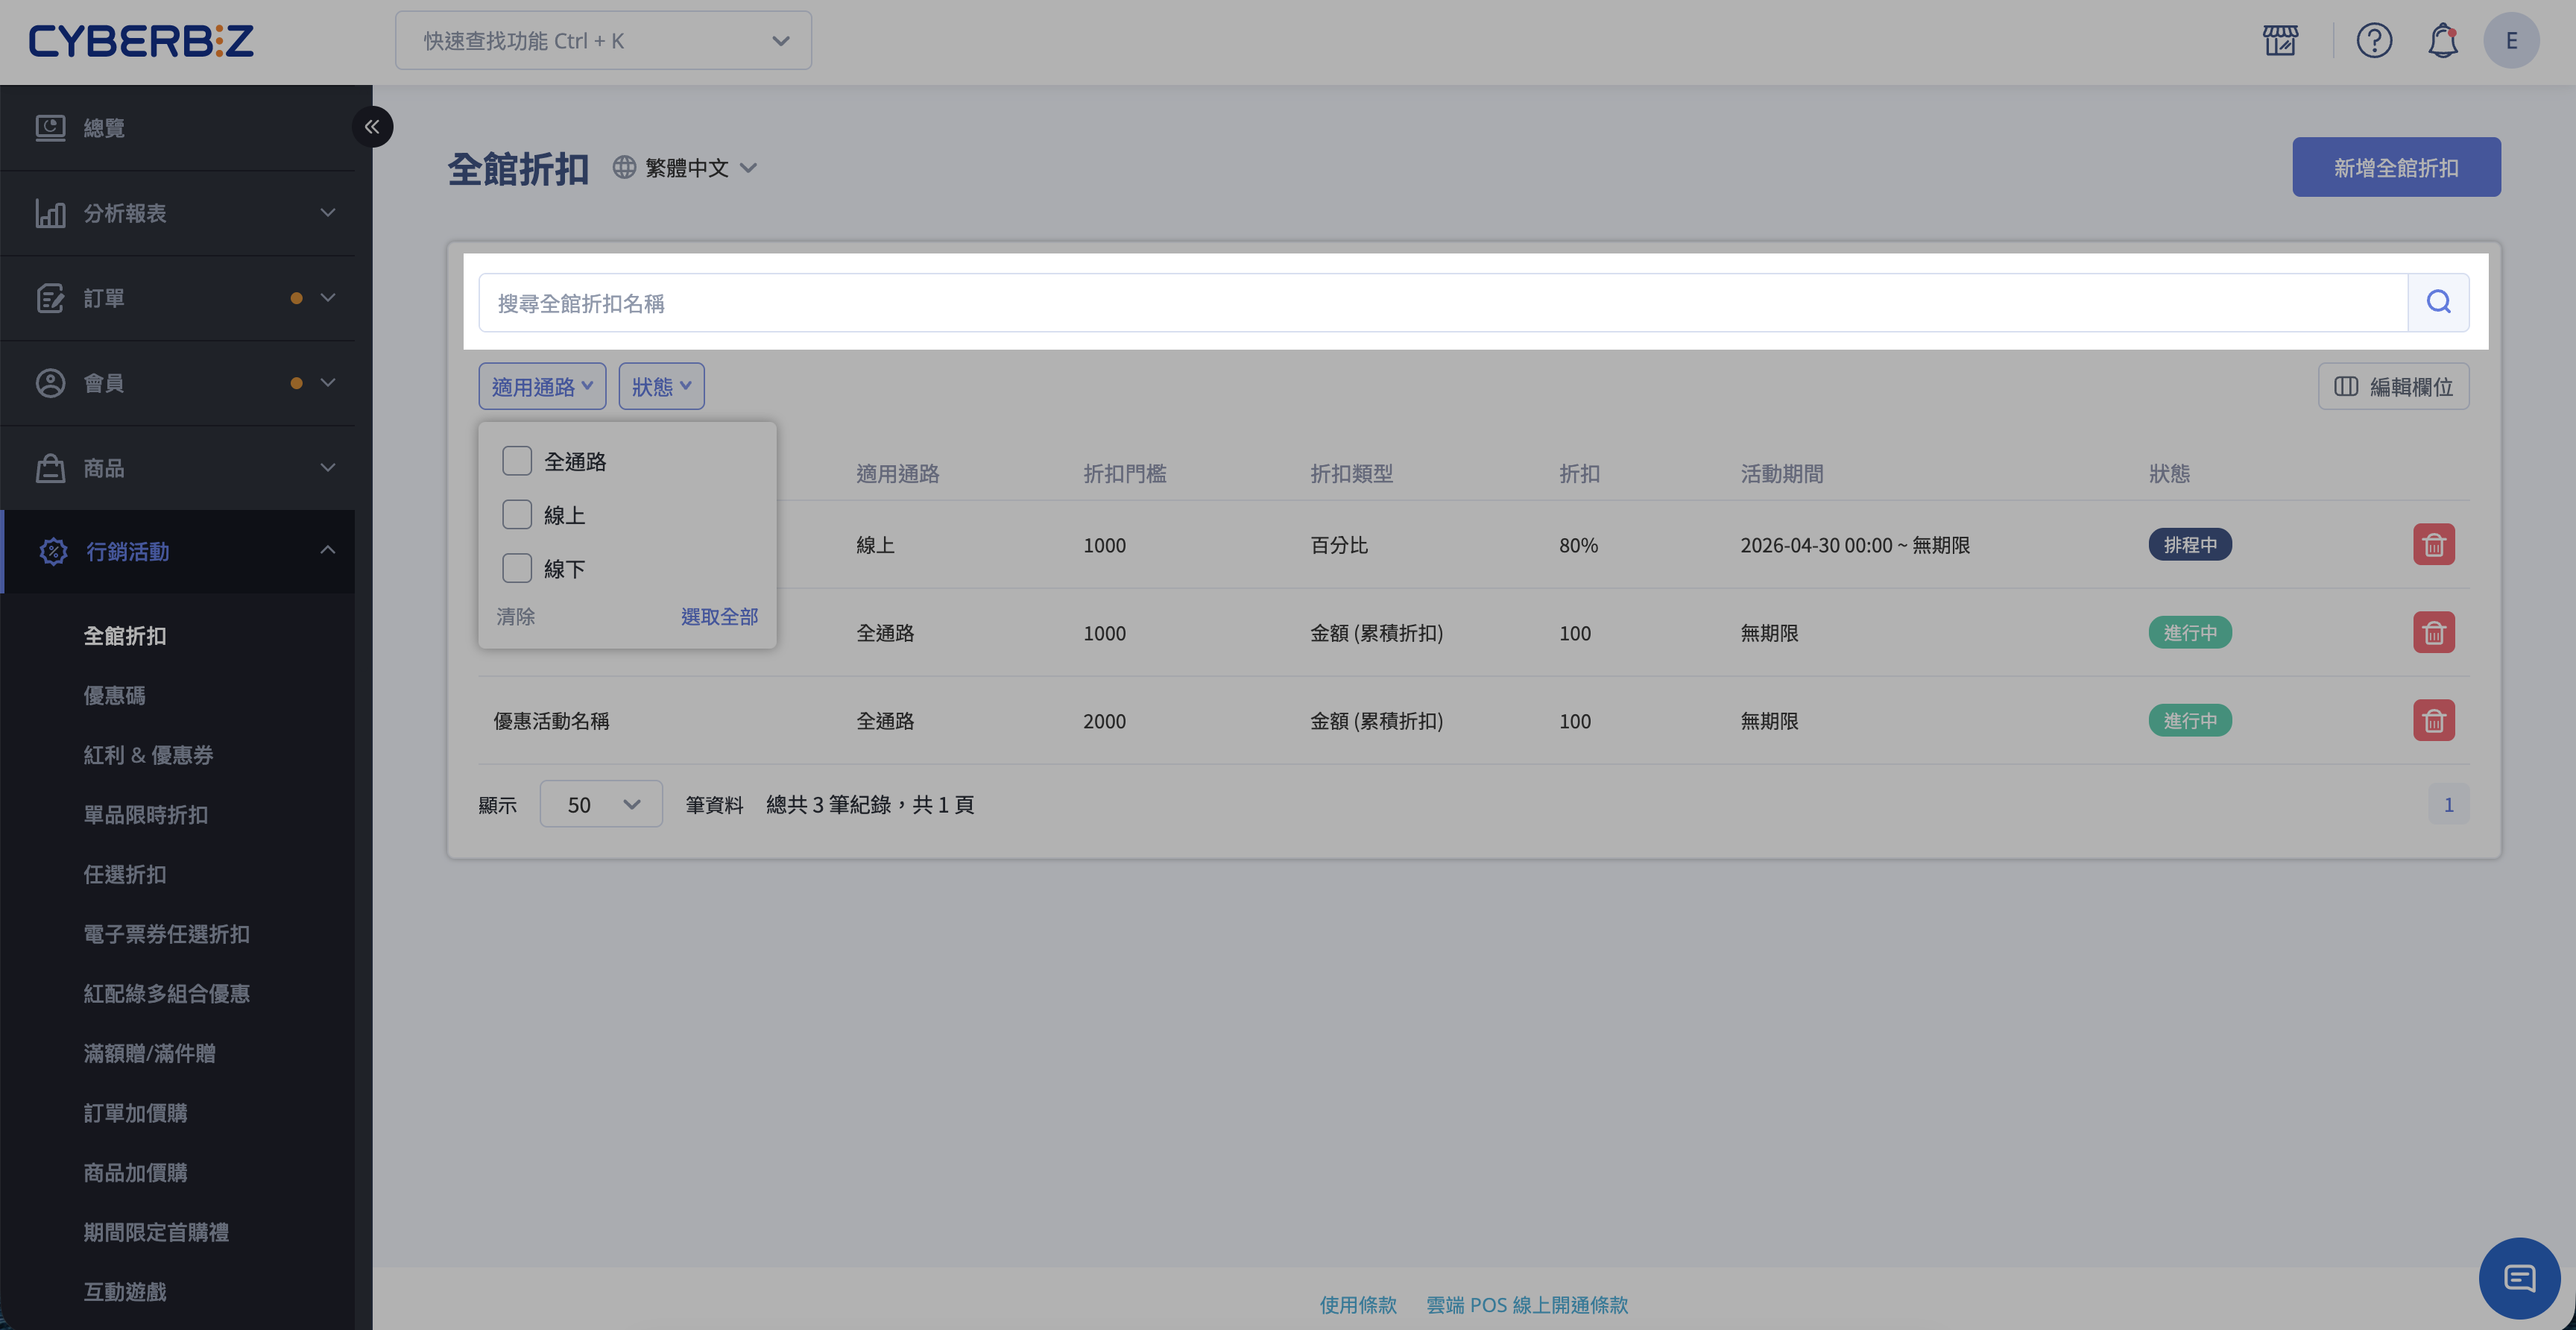 CYBERBIZ
快速查找功能 Ctrl + K
E
總覽
分析報表
訂單
會員
商品
行銷活動
全館折扣
優惠碼
紅利 & 優惠券
單品限時折扣
任選折扣
電子票券任選折扣
紅配綠多組合優惠
滿額贈/滿件贈
訂單加價購
商品加價購
期間限定首購禮
互動遊戲
全館折扣 繁體中文
新增全館折扣
搜尋全館折扣名稱
適用通路 狀態
編輯欄位
全通路
線上
線下
清除 選取全部
適用通路 折扣門檻 折扣類型 折扣 活動期間 狀態
線上 1000 百分比 80% 2026-04-30 00:00 ~ 無期限 排程中
全通路 1000 金額 (累積折扣) 100 無期限 進行中
優惠活動名稱 全通路 2000 金額 (累積折扣) 100 無期限 進行中
顯示 50 筆資料 總共 3 筆紀錄，共 1 頁
1
使用條款 雲端 POS 線上開通條款